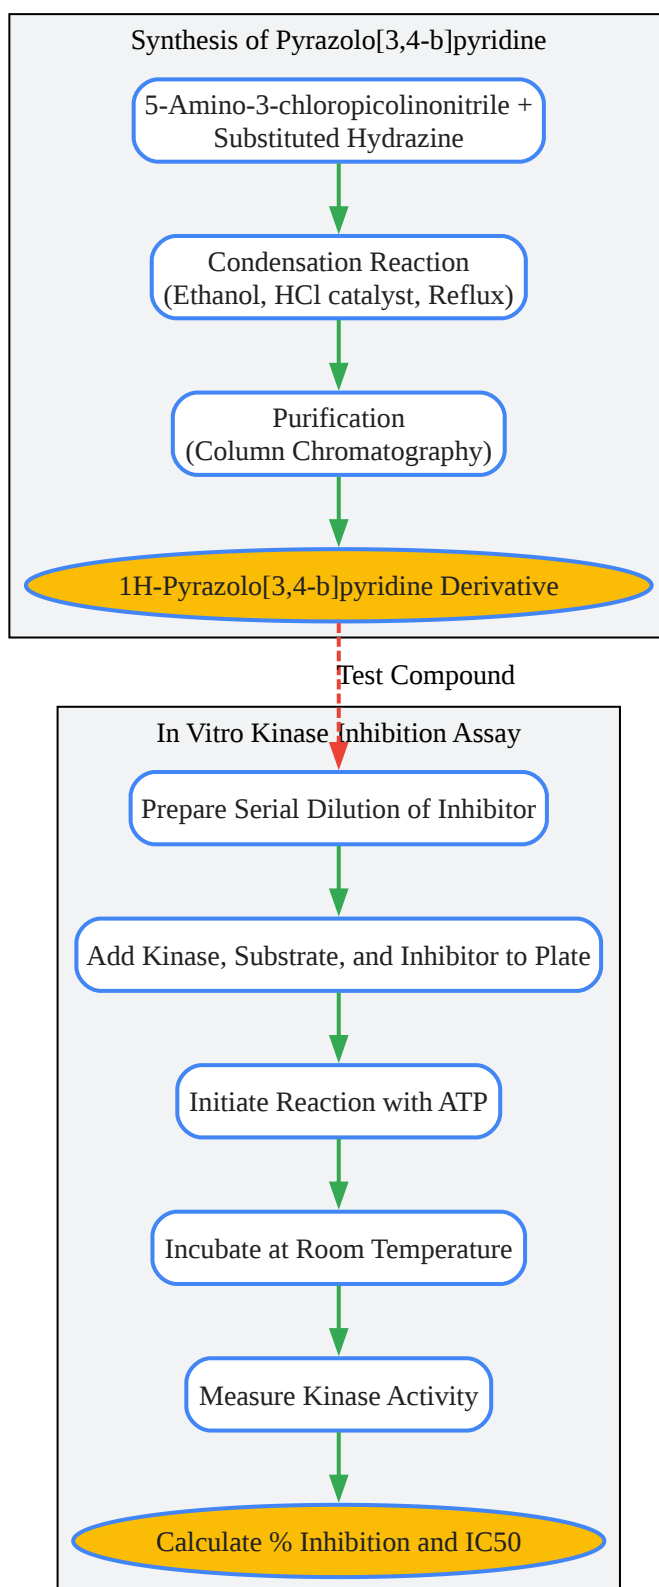 Synthesis of Pyrazolo[3,4-b]pyridine
5-Amino-3-chloropicolinonitrile +
Substituted Hydrazine
Condensation Reaction
(Ethanol, HCl catalyst, Reflux)
Purification
(Column Chromatography)
1H-Pyrazolo[3,4-b]pyridine Derivative
Test Compound
In Vitro Kinase Inhibition Assay
Prepare Serial Dilution of Inhibitor
Add Kinase, Substrate, and Inhibitor to Plate
Initiate Reaction with ATP
Incubate at Room Temperature
Measure Kinase Activity
Calculate % Inhibition and IC50